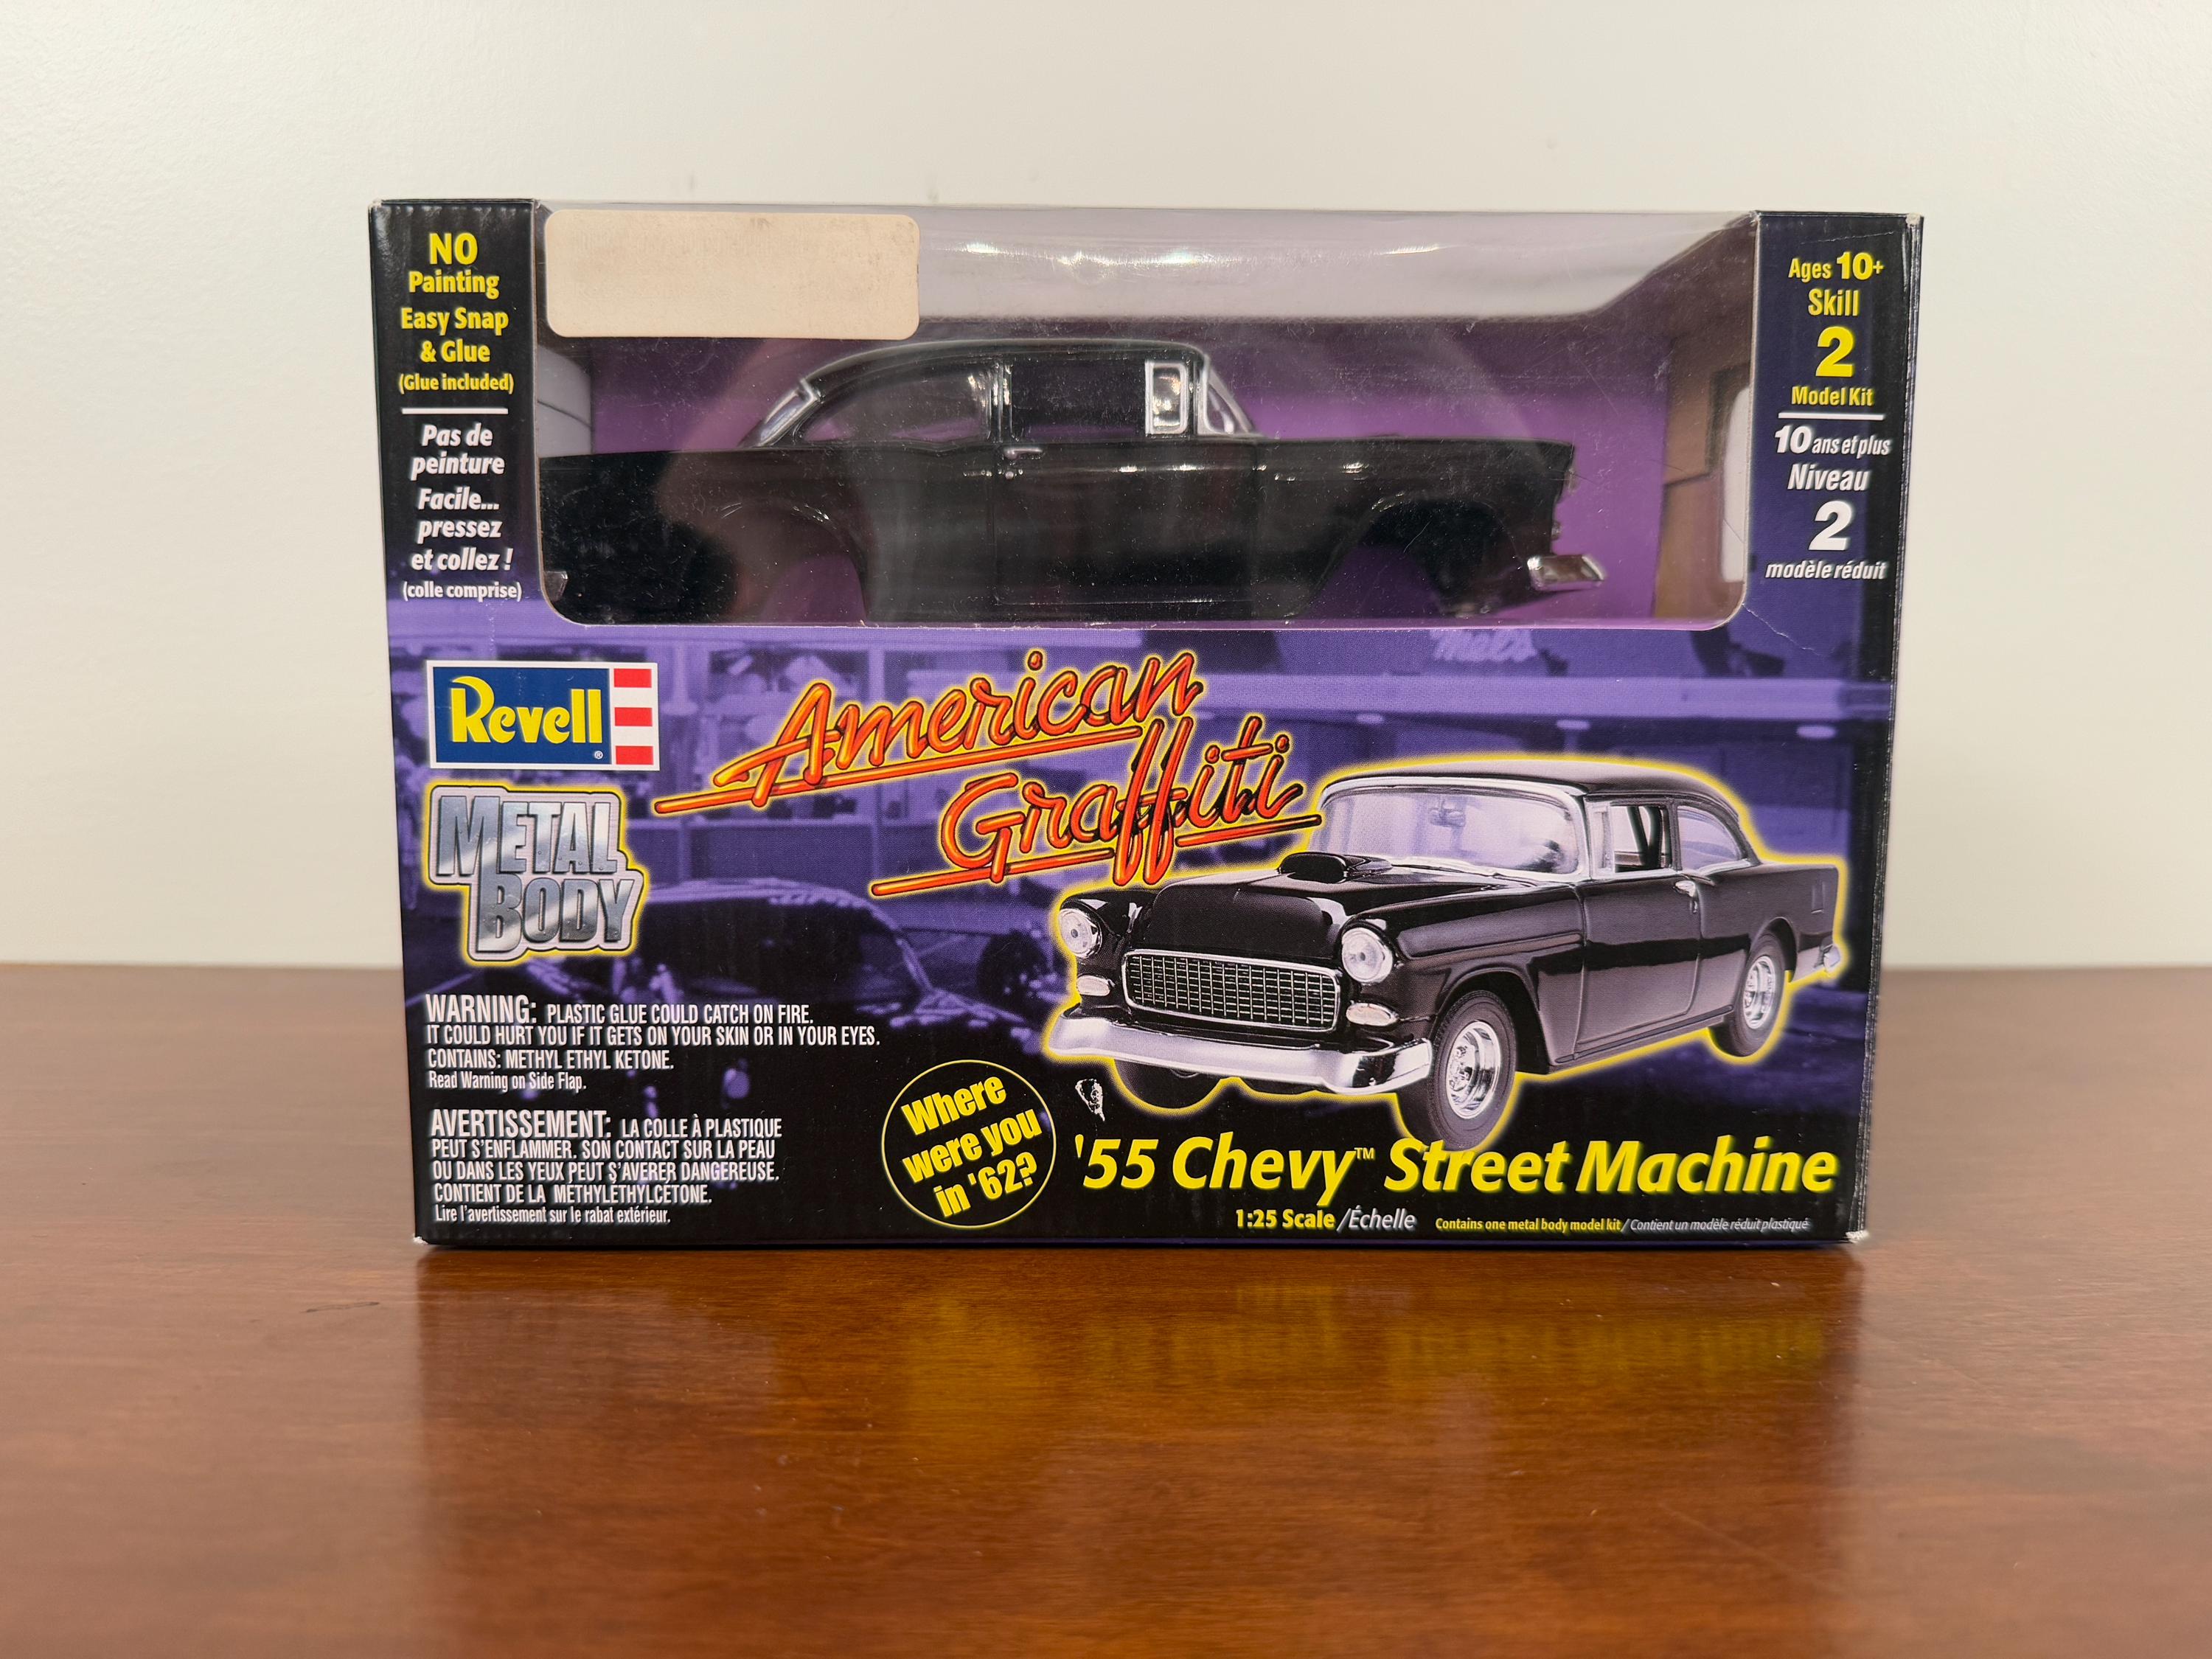 NO
Painting
Easy Snap
& Glue
(Glue included)
Pas de
peinture
Facile...
pressez
et collez !
(colle comprise)
Ages 10+
Skill
2
Model Kit
10 ans et plus
Niveau
2
modèle réduit
Mel's
Revell®
American
Graffiti
METAL
BODY
WARNING: PLASTIC GLUE COULD CATCH ON FIRE.
IT COULD HURT YOU IF IT GETS ON YOUR SKIN OR IN YOUR EYES.
CONTAINS: METHYL ETHYL KETONE.
Read Warning on Side Flap.
AVERTISSEMENT: LA COLLE À PLASTIQUE
PEUT S'ENFLAMMER. SON CONTACT SUR LA PEAU
OU DANS LES YEUX PEUT S'AVERER DANGEREUSE.
CONTIENT DE LA MÉTHYLÉTHYLCÉTONE.
Lire l'avertissement sur le rabat extérieur.
Where
were you
in '62?
'55 Chevy™ Street Machine
1:25 Scale /Échelle
Contains one metal body model kit / Contient un modèle réduit plastiqué